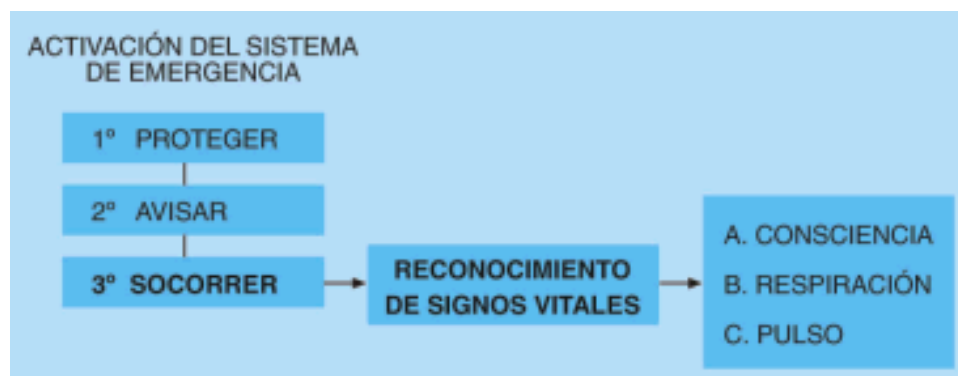 ACTIVACIÓN DEL SISTEMA
DE EMERGENCIA
1º PROTEGER
2º AVISAR
3º SOCORRER
RECONOCIMIENTO
DE SIGNOS VITALES
A. CONSCIENCIA
B. RESPIRACIÓN
C. PULSO